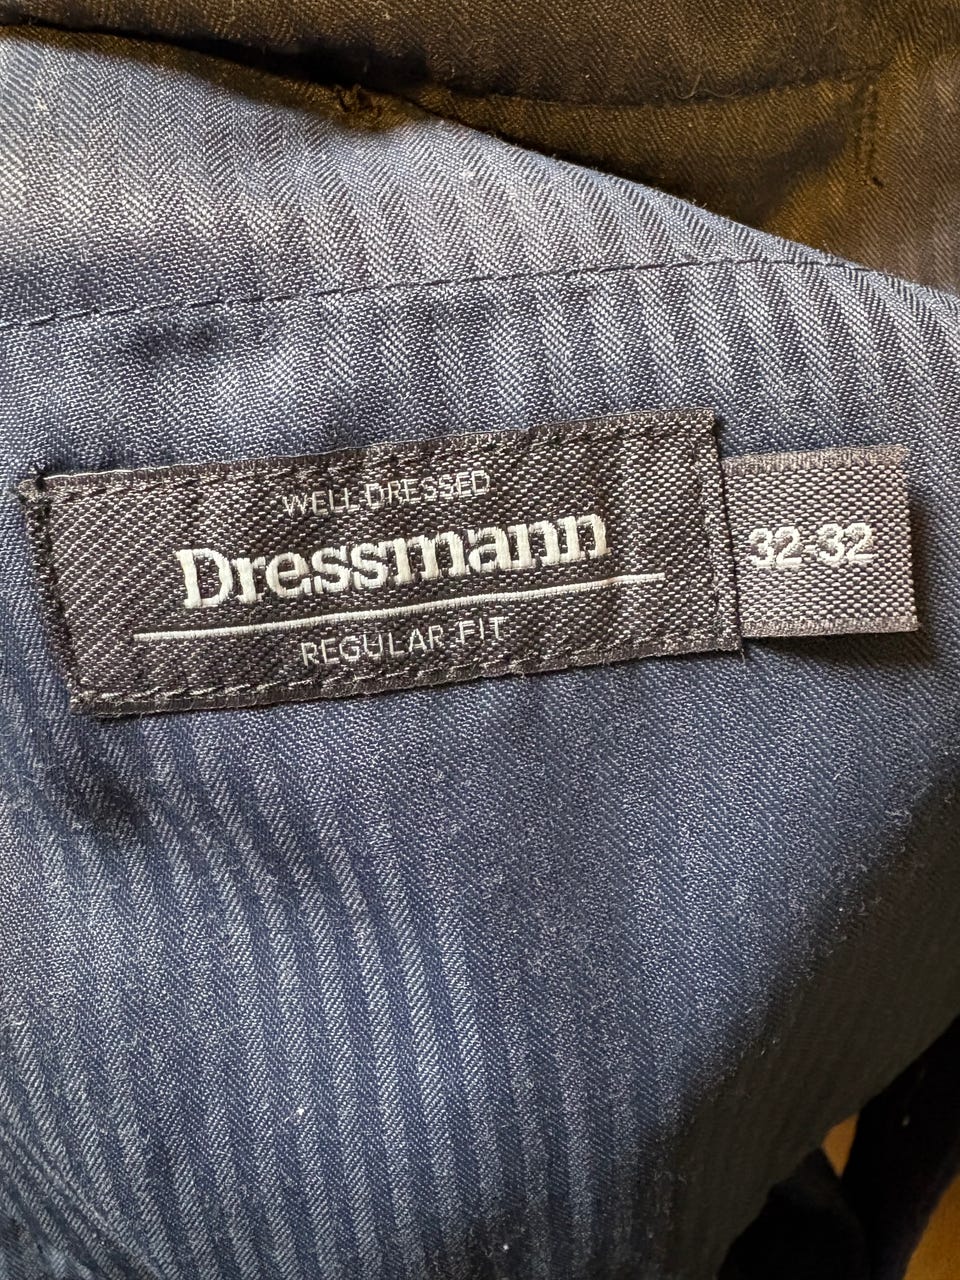 WELL DRESSED
Dressmann
REGULAR FIT
32-32